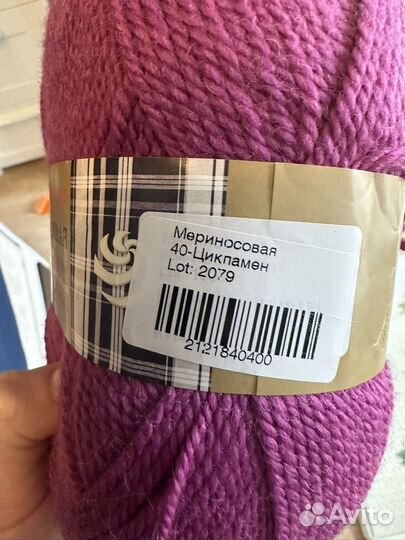 Мериносовая
40-Цикламен
Lot: 2079
2121840400
Avito